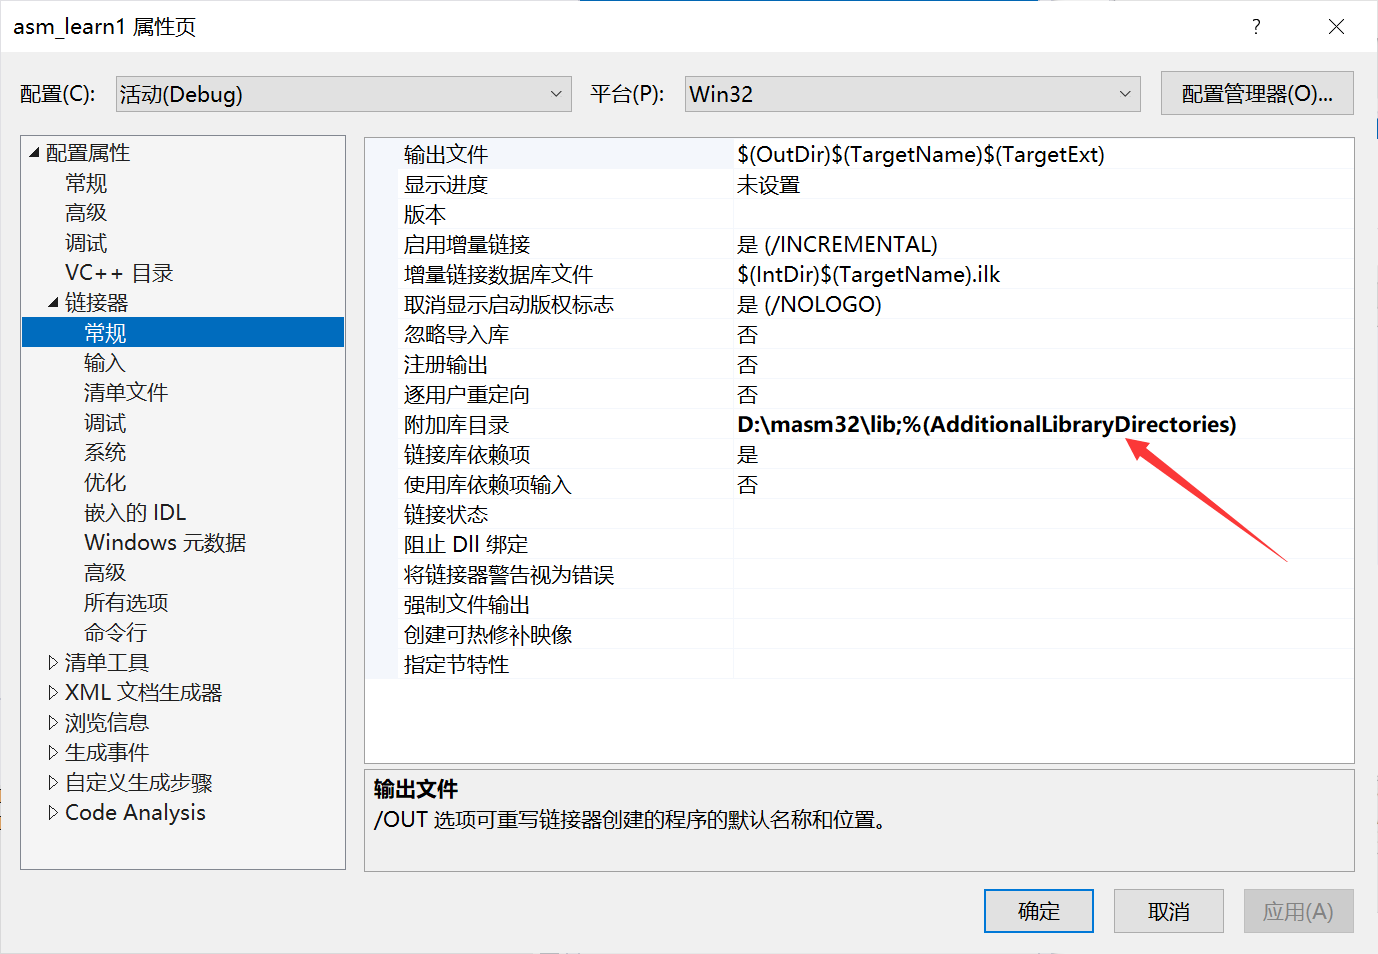 asm_learn1 属性页
配置(C): 活动(Debug) 平台(P): Win32 配置管理器(O)...
配置属性
常规
高级
调试
VC++ 目录
链接器
常规
输入
清单文件
调试
系统
优化
嵌入的 IDL
Windows 元数据
高级
所有选项
命令行
清单工具
XML 文档生成器
浏览信息
生成事件
自定义生成步骤
Code Analysis
输出文件 $(OutDir)$(TargetName)$(TargetExt)
显示进度 未设置
版本
启用增量链接 是 (/INCREMENTAL)
增量链接数据库文件 $(IntDir)$(TargetName).ilk
取消显示启动版权标志 是 (/NOLOGO)
忽略导入库 否
注册输出 否
逐用户重定向 否
附加库目录 D:\masm32\lib;%(AdditionalLibraryDirectories)
链接库依赖项 是
使用库依赖项输入 否
链接状态
阻止 Dll 绑定
将链接器警告视为错误
强制文件输出
创建可热修补映像
指定节特性
输出文件
/OUT 选项可重写链接器创建的程序的默认名称和位置。
确定 取消 应用(A)